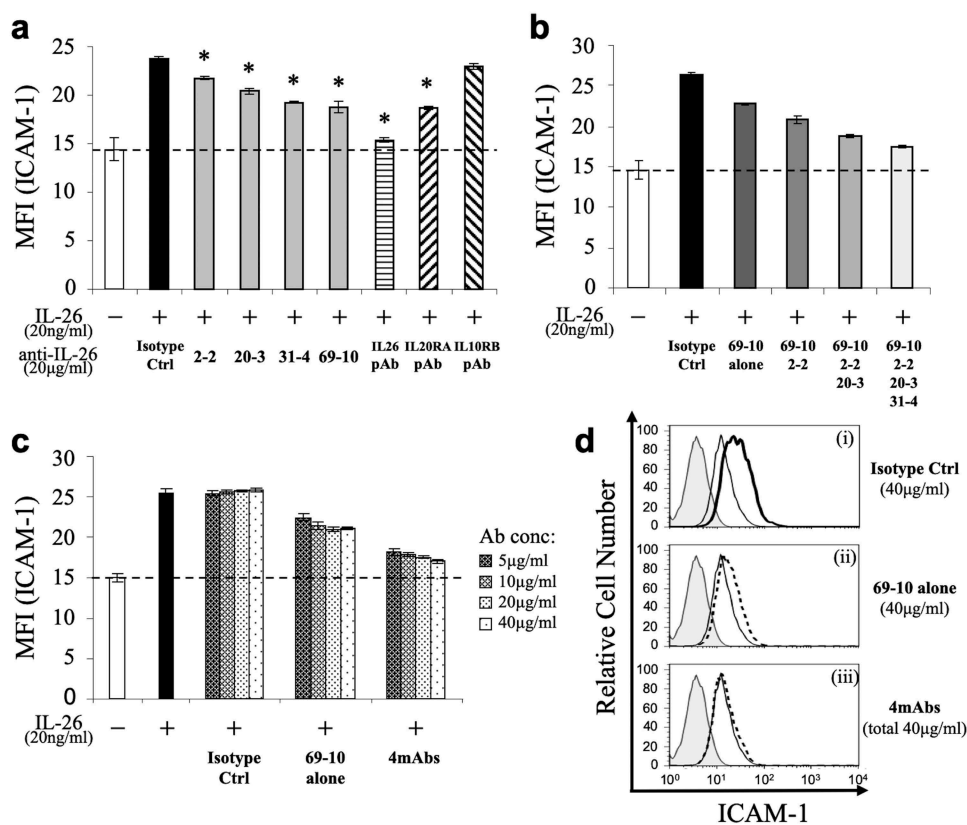 a
MFI (ICAM-1)
25
20
15
10
5
0
* * * * * *
IL-26 − + + + + + + + +
(20ng/ml)
anti-IL-26 Isotype 2-2 20-3 31-4 69-10 IL26 IL20RA IL10RB
(20µg/ml) Ctrl pAb pAb pAb
b
MFI (ICAM-1)
30
25
20
15
10
5
0
IL-26 − + + + + +
(20ng/ml)
Isotype 69-10 69-10 69-10 69-10
Ctrl alone 2-2 2-2 2-2
20-3 20-3
31-4
c
MFI (ICAM-1)
30
25
20
15
10
5
0
Ab conc:
5µg/ml
10µg/ml
20µg/ml
40µg/ml
IL-26 − + + + +
(20ng/ml)
Isotype 69-10 4mAbs
Ctrl alone
d
Relative Cell Number
100
80
60
40
20
0
(i)
Isotype Ctrl
(40µg/ml)
100
80
60
40
20
0
(ii)
69-10 alone
(40µg/ml)
100
80
60
40
20
0
(iii)
4mAbs
(total 40µg/ml)
10⁰ 10¹ 10² 10³ 10⁴
ICAM-1